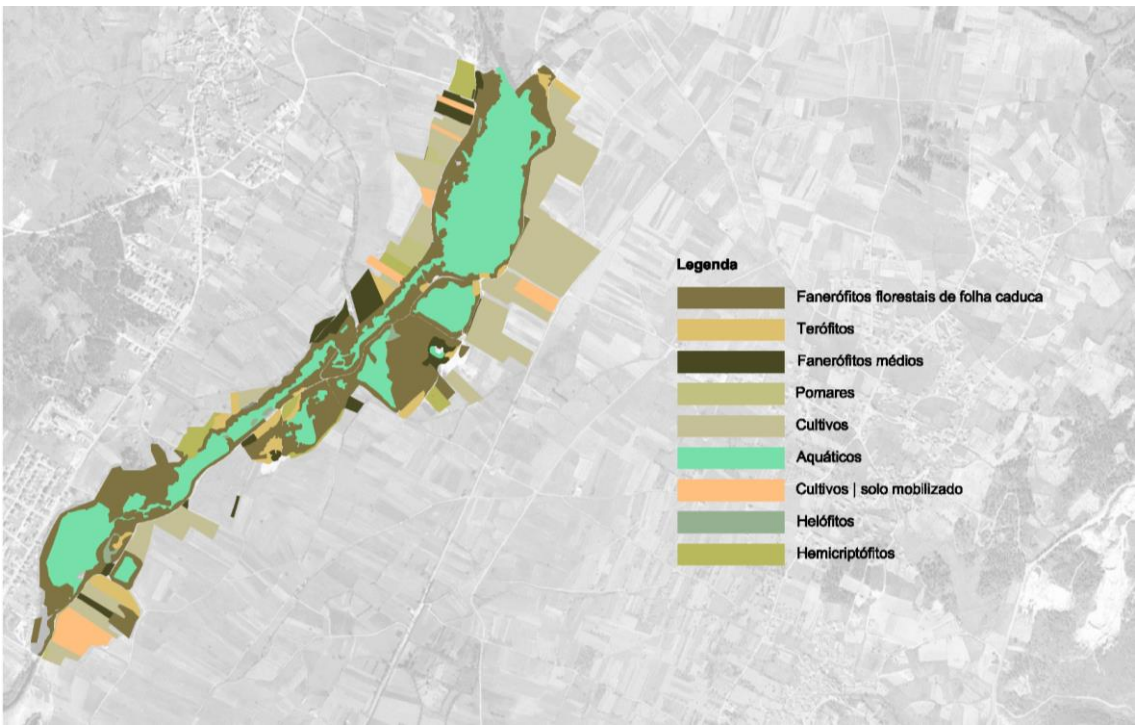 Legenda
Fanerófitos florestais de folha caduca
Terófitos
Fanerófitos médios
Pomares
Cultivos
Aquáticos
Cultivos | solo mobilizado
Helófitos
Hemicriptófitos